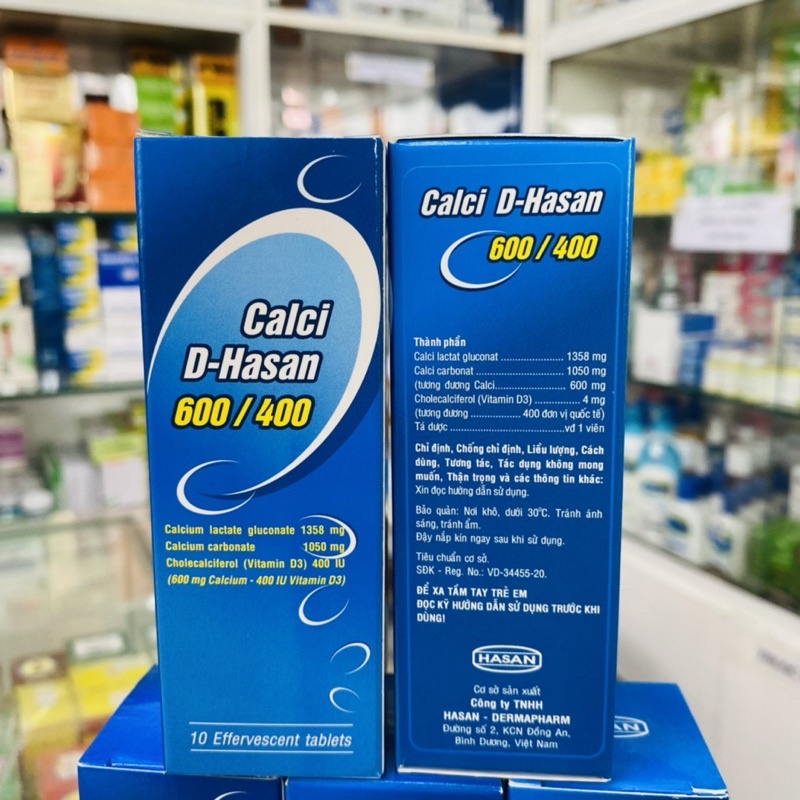 Calci
D-Hasan
600/400
Calcium lactate gluconate 1358 mg
Calcium carbonate 1050 mg
Cholecalciferol (Vitamin D3) 400 IU
(600 mg Calcium - 400 IU Vitamin D3)
10 Effervescent tablets
Calci D-Hasan
600/400
Thành phần
Calci lactat gluconat ................... 1358 mg
Calci carbonat ............................ 1050 mg
(tương đương Calci..................... 600 mg
Cholecalciferol (Vitamin D3) ............. 4 mg
(tương đương ............... 400 đơn vị quốc tế)
Tá dược ...................................vđ 1 viên
Chỉ định, Chống chỉ định, Liều lượng, Cách
dùng, Tương tác, Tác dụng không mong
muốn, Thận trọng và các thông tin khác:
Xin đọc hướng dẫn sử dụng.
Bảo quản: Nơi khô, dưới 30°C. Tránh ánh
sáng, tránh ẩm.
Đậy nắp kín ngay sau khi sử dụng.
Tiêu chuẩn cơ sở.
SĐK - Reg. No.: VD-34455-20.
ĐỂ XA TẦM TAY TRẺ EM
ĐỌC KỸ HƯỚNG DẪN SỬ DỤNG TRƯỚC KHI
DÙNG!
HASAN
Cơ sở sản xuất
Công ty TNHH
HASAN - DERMAPHARM
Đường số 2, KCN Đồng An,
Bình Dương, Việt Nam
HASAN